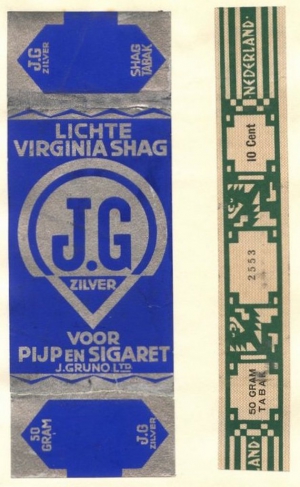 J.G
ZILVER
SHAG
TABAK
LICHTE
VIRGINIA SHAG
J.G
ZILVER
VOOR
PIJP EN SIGARET
J. GRUNO LTD.
50
GRAM
J.G
ZILVER
NEDERLAND
10 Cent
2553
50 GRAM
TABAK
LAND